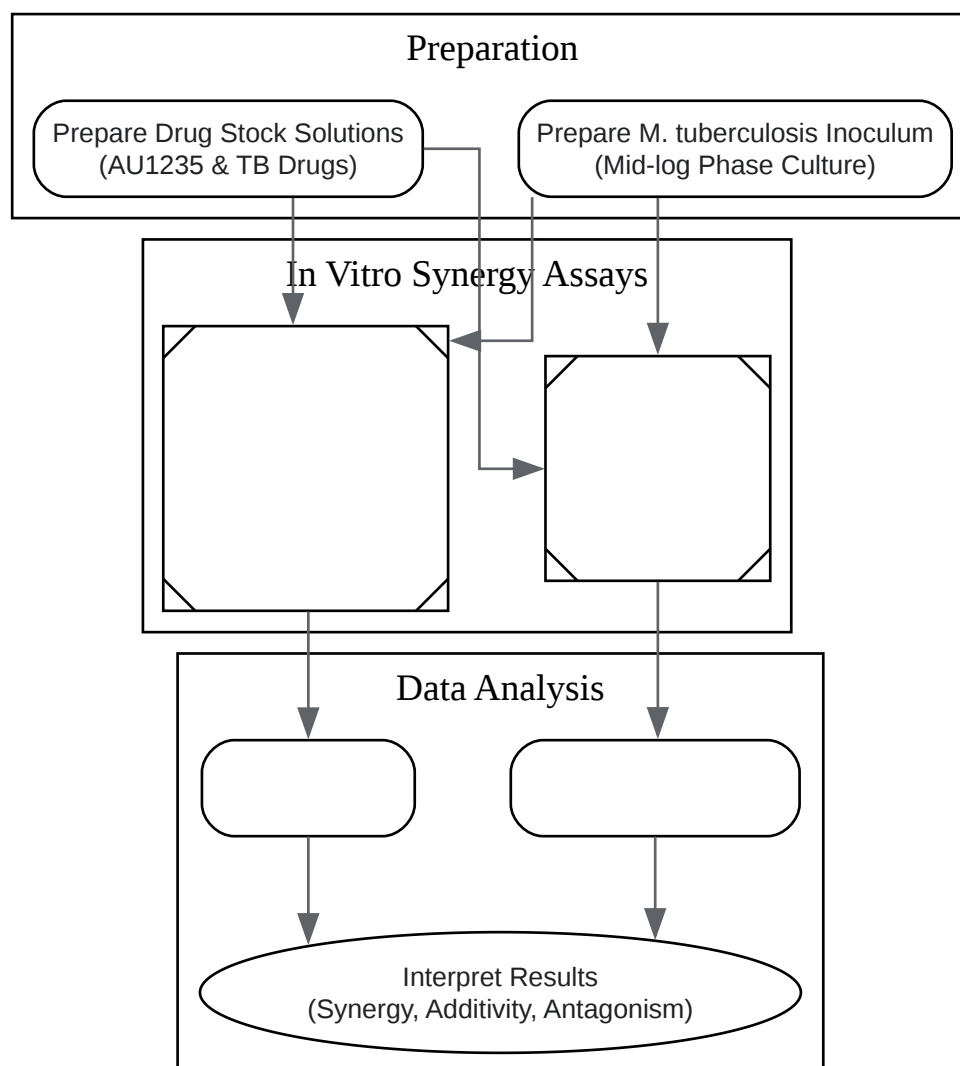 Preparation
Prepare Drug Stock Solutions
(AU1235 & TB Drugs)
Prepare M. tuberculosis Inoculum
(Mid-log Phase Culture)
In Vitro Synergy Assays
Data Analysis
Interpret Results
(Synergy, Additivity, Antagonism)